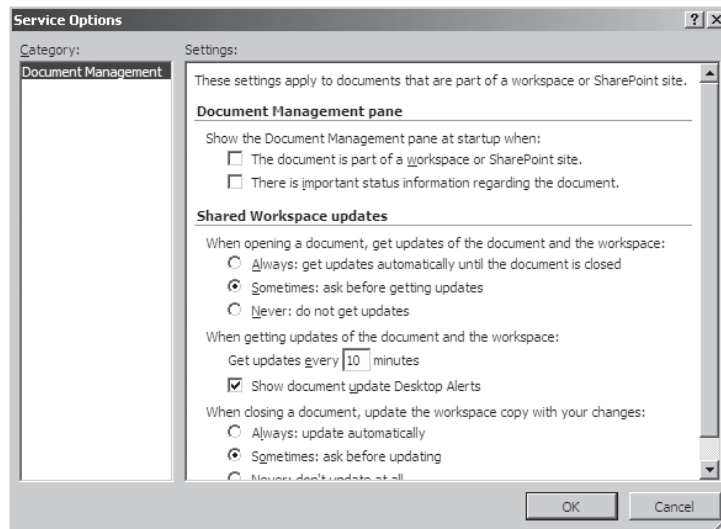 Service Options
Category:
Settings:
Document Management
These settings apply to documents that are part of a workspace or SharePoint site.
Document Management pane
Show the Document Management pane at startup when:
The document is part of a workspace or SharePoint site.
There is important status information regarding the document.
Shared Workspace updates
When opening a document, get updates of the document and the workspace:
Always: get updates automatically until the document is closed
Sometimes: ask before getting updates
Never: do not get updates
When getting updates of the document and the workspace:
Get updates every 10 minutes
Show document update Desktop Alerts
When closing a document, update the workspace copy with your changes:
Always: update automatically
Sometimes: ask before updating
Never: don't update at all
OK
Cancel